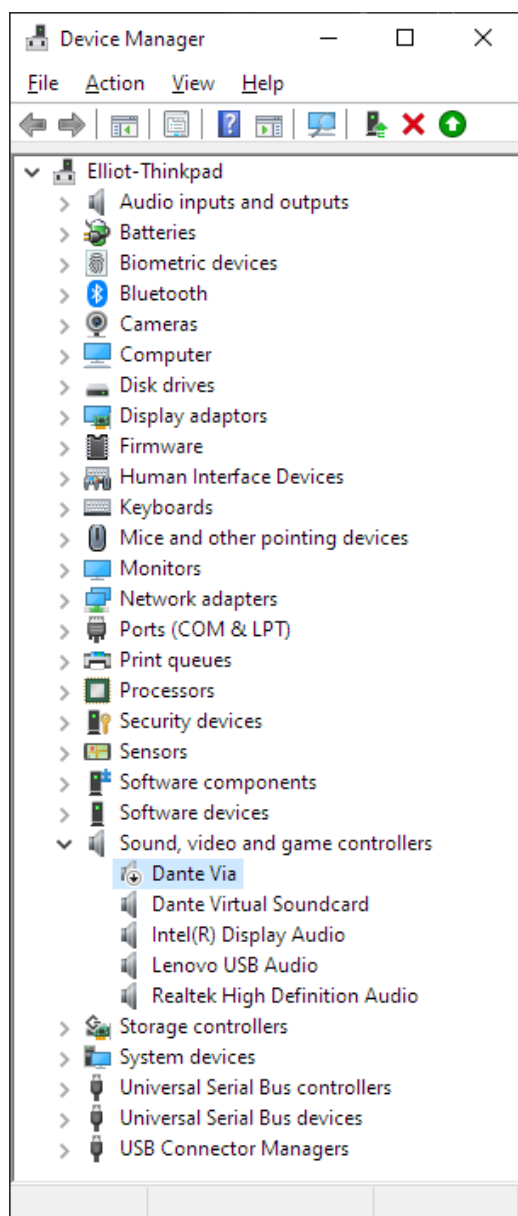 Device Manager
File Action View Help
Elliot-Thinkpad
Audio inputs and outputs
Batteries
Biometric devices
Bluetooth
Cameras
Computer
Disk drives
Display adaptors
Firmware
Human Interface Devices
Keyboards
Mice and other pointing devices
Monitors
Network adapters
Ports (COM & LPT)
Print queues
Processors
Security devices
Sensors
Software components
Software devices
Sound, video and game controllers
Dante Via
Dante Virtual Soundcard
Intel(R) Display Audio
Lenovo USB Audio
Realtek High Definition Audio
Storage controllers
System devices
Universal Serial Bus controllers
Universal Serial Bus devices
USB Connector Managers